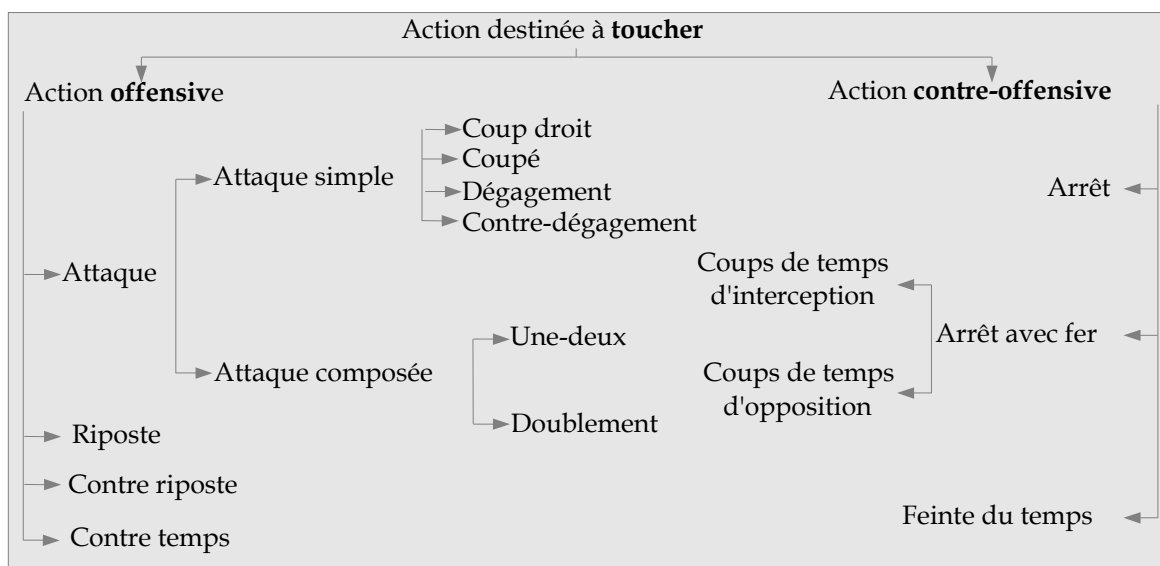 Action destinée à toucher
Action offensive
Action contre-offensive
Coup droit
Coupé
Attaque simple
Dégagement
Contre-dégagement
Arrêt
Attaque
Coups de temps
d'interception
Une-deux
Arrêt avec fer
Attaque composée
Coups de temps
d'opposition
Doublement
Riposte
Contre riposte
Feinte du temps
Contre temps